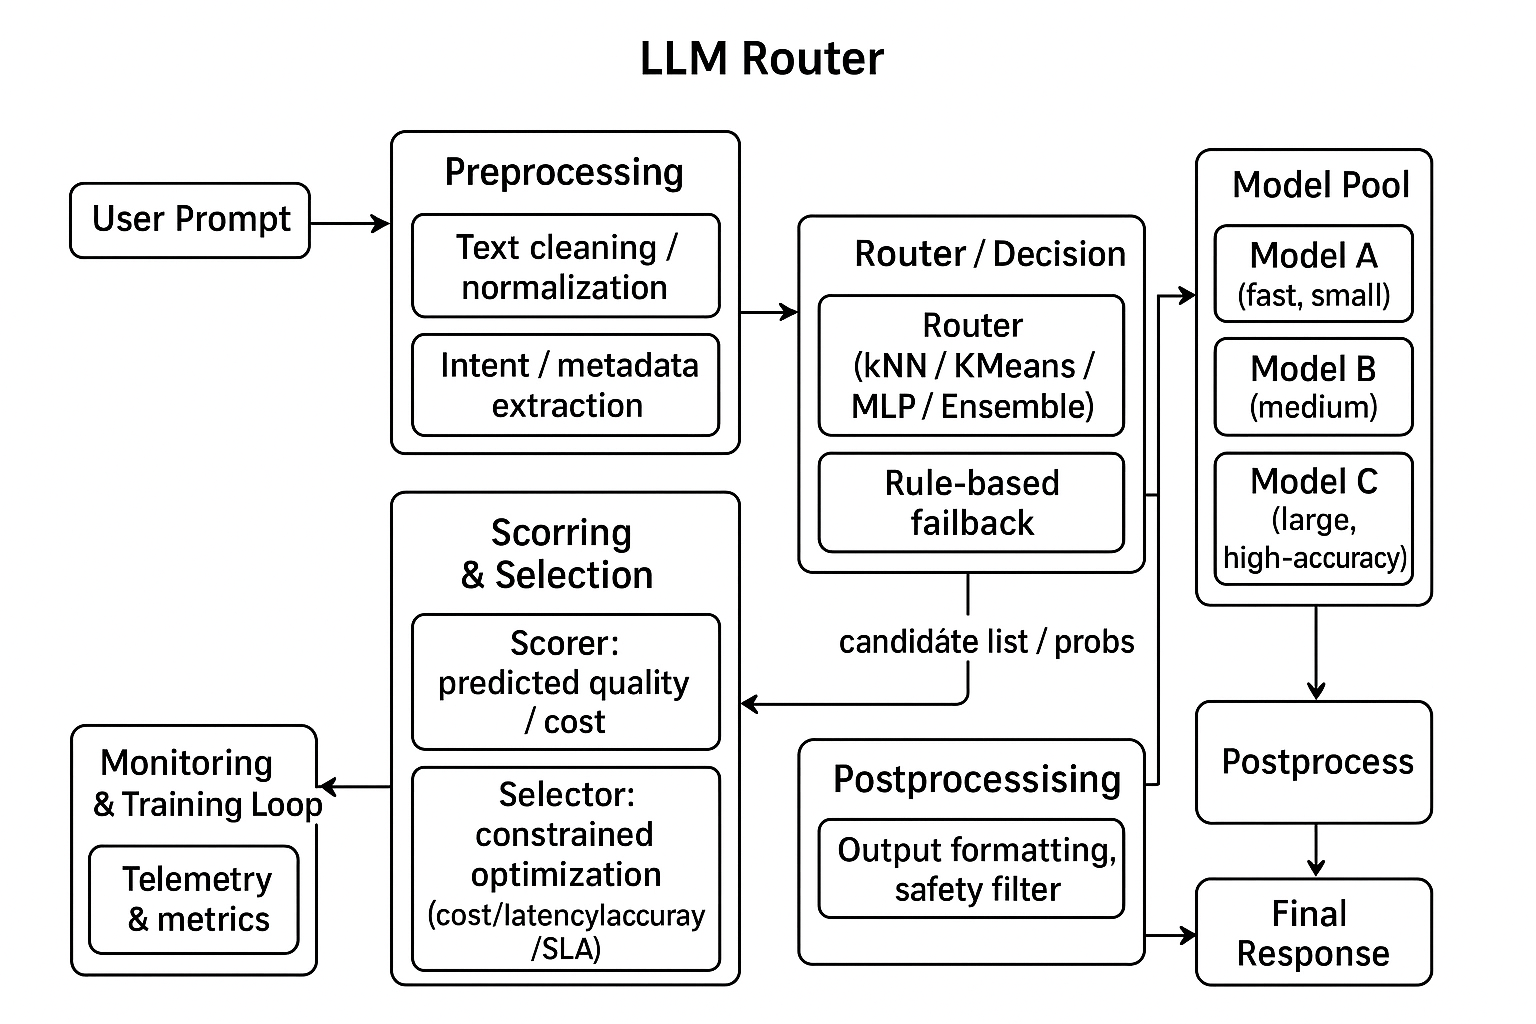 LLM Router
User Prompt
Preprocessing
Text cleaning /
normalization
Intent / metadata
extraction
Router / Decision
Router
(kNN / KMeans /
MLP / Ensemble)
Rule-based
failback
candidáte list / probs
Model Pool
Model A
(fast, small)
Model B
(medium)
Model C
(large,
high-accuracy)
Scorring
& Selection
Scorer:
predicted quality
/ cost
Selector:
constrained
optimization
(cost/latencylaccuray
/SLA)
Monitoring
& Training Loop
Telemetry
& metrics
Postprocessising
Output formatting,
safety filter
Postprocess
Final
Response